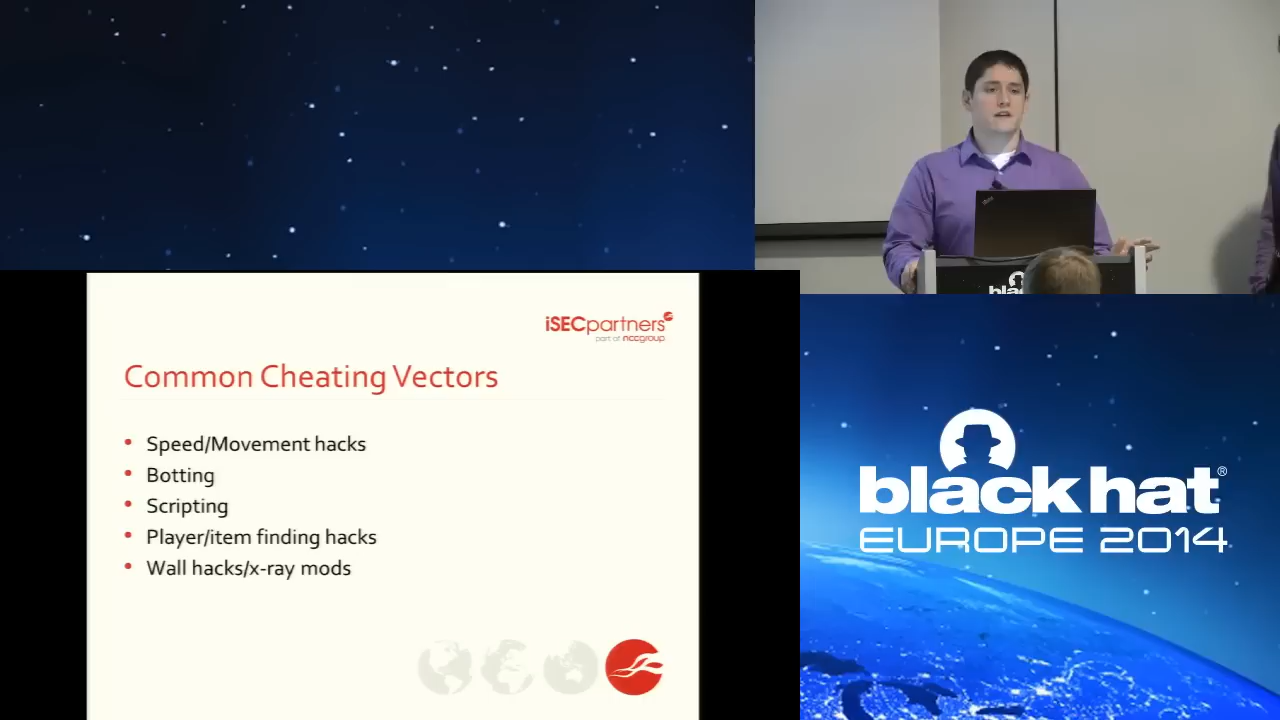 iSECpartners
part of nccgroup
Common Cheating Vectors
• Speed/Movement hacks
• Botting
• Scripting
• Player/item finding hacks
• Wall hacks/x-ray mods
black hat®
EUROPE 2014